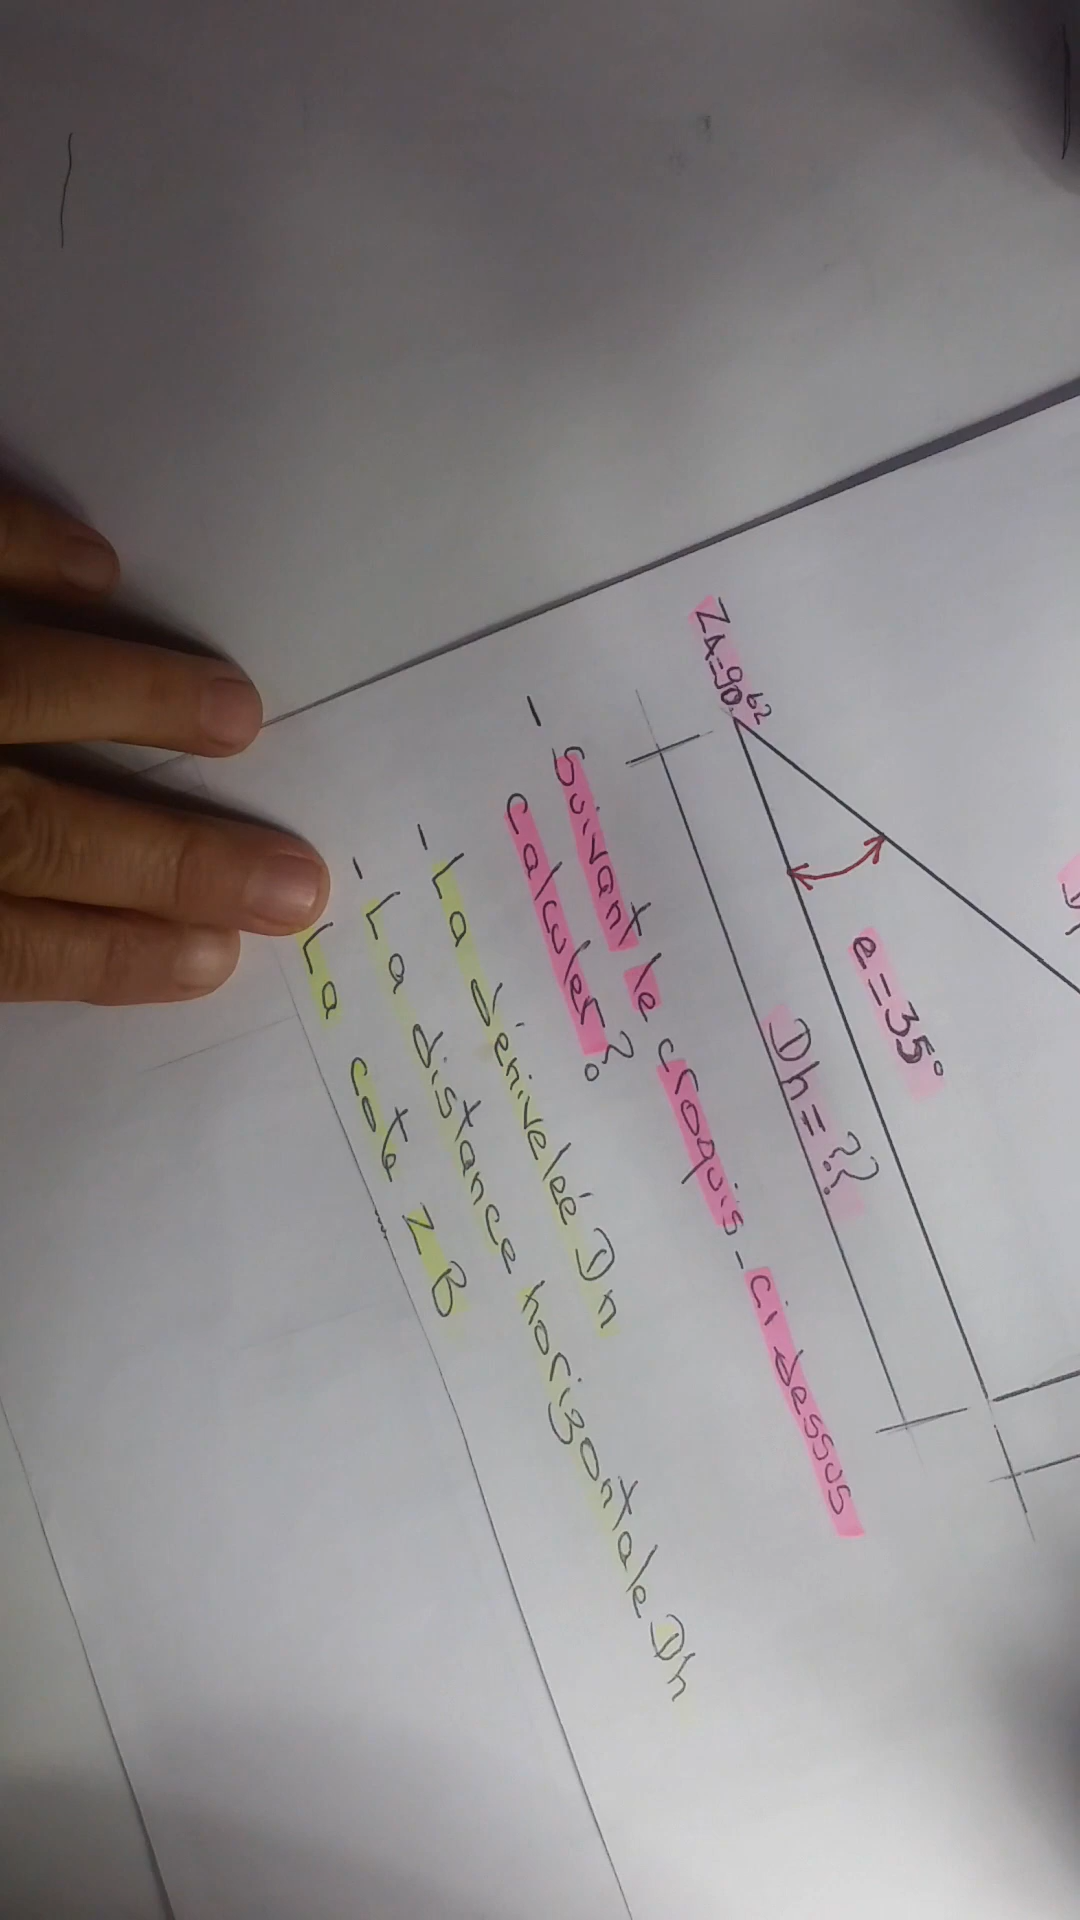 ZA=90.62
e=35°
Dh=??
- Suivant le croquis-ci dessus
calculer?
- La dénivelée Dn
- La distance horizontale Dh
La cote ZB